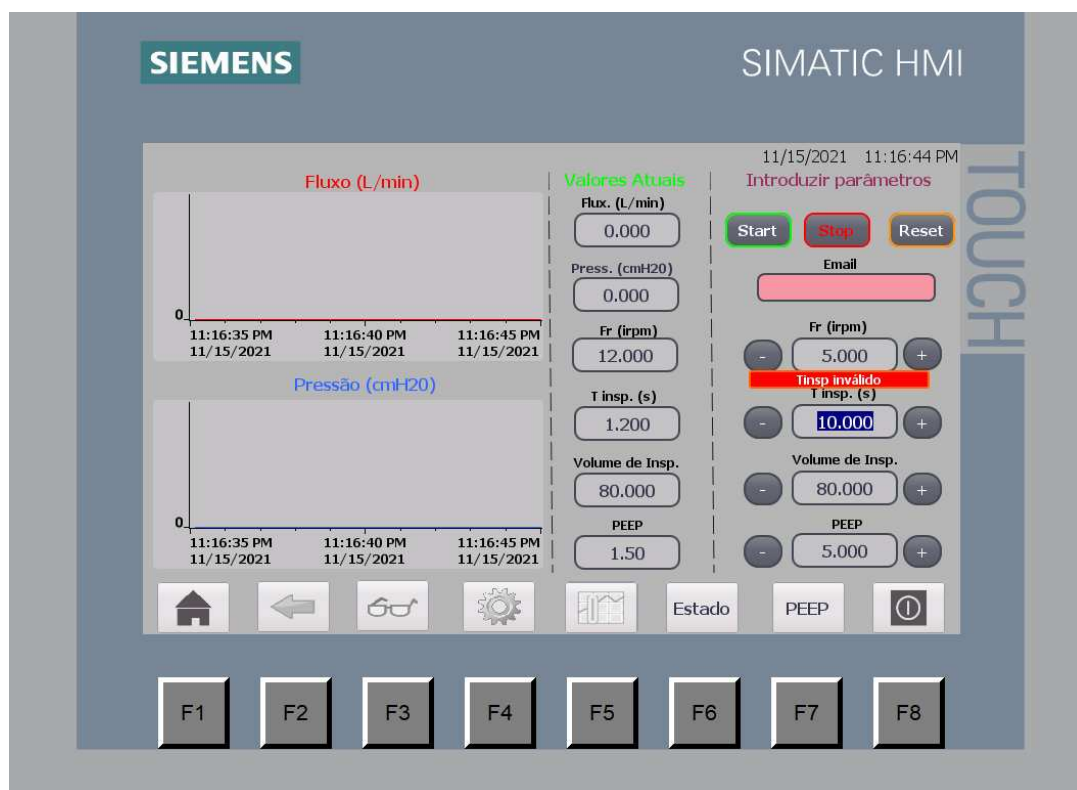 SIEMENS
SIMATIC HMI
TOUCH
11/15/2021 11:16:44 PM
Fluxo (L/min)
0
11:16:35 PM 11:16:40 PM 11:16:45 PM
11/15/2021 11/15/2021 11/15/2021
Pressão (cmH20)
0
11:16:35 PM 11:16:40 PM 11:16:45 PM
11/15/2021 11/15/2021 11/15/2021
Valores Atuais
Flux. (L/min)
0.000
Press. (cmH20)
0.000
Fr (irpm)
12.000
T insp. (s)
1.200
Volume de Insp.
80.000
PEEP
1.50
Introduzir parâmetros
Start Stop Reset
Email
Fr (irpm)
- 5.000 +
Tinsp inválido
T insp. (s)
- 10.000 +
Volume de Insp.
- 80.000 +
PEEP
- 5.000 +
Estado PEEP
F1 F2 F3 F4 F5 F6 F7 F8